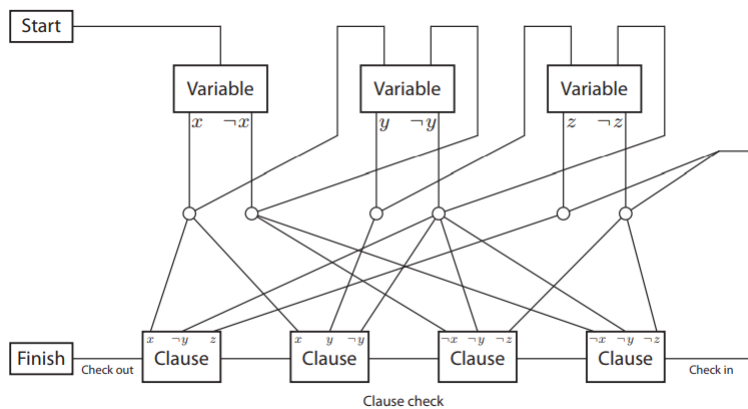 Start
Variable Variable Variable
x ¬x y ¬y z ¬z
x ¬y z x y ¬y ¬x ¬y ¬z ¬x ¬y ¬z
Finish Clause Clause Clause Clause
Check out Check in
Clause check